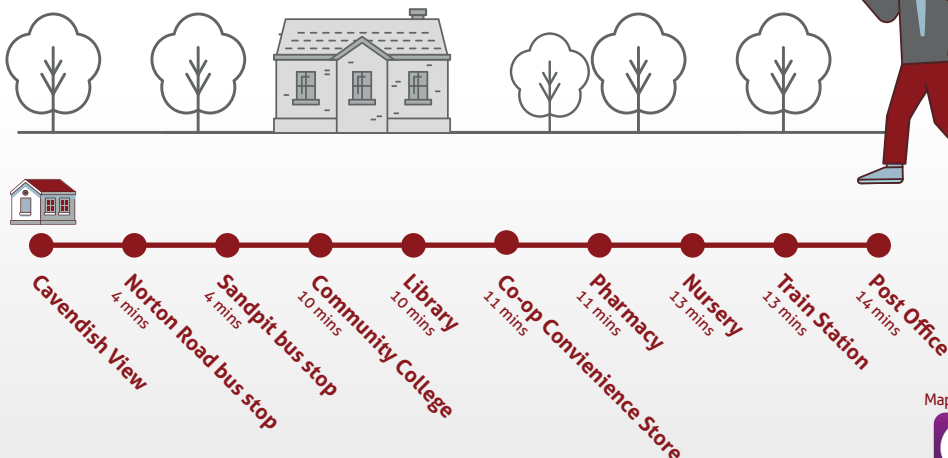 Cavendish View
Norton Road bus stop
4 mins
Sandpit bus stop
4 mins
Community College
10 mins
Library
10 mins
Co-op Convienience Store
11 mins
Pharmacy
11 mins
Nursery
13 mins
Train Station
13 mins
Post Office
14 mins
Map